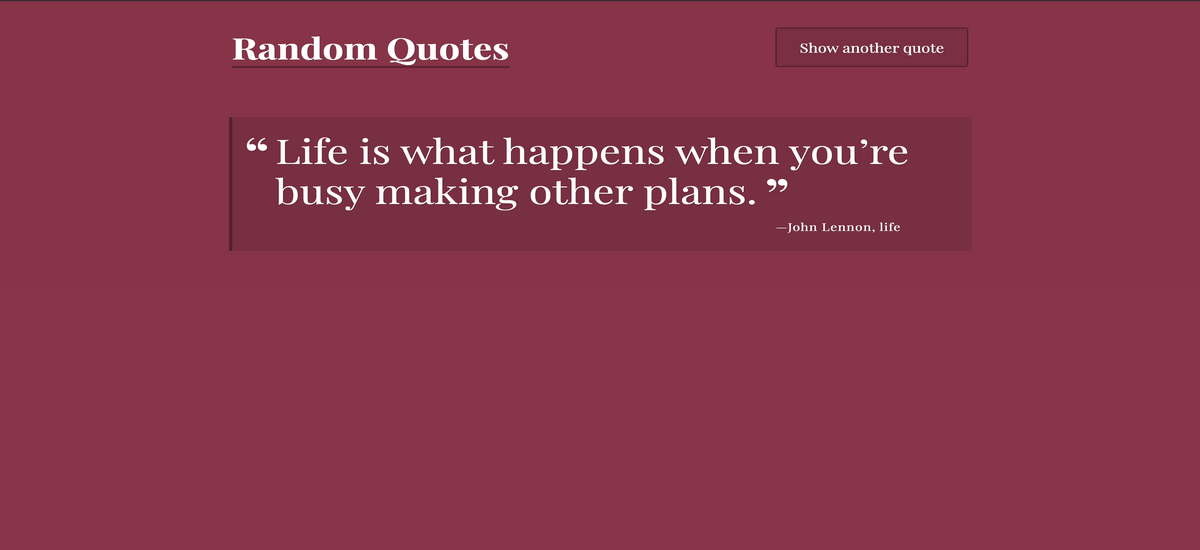 Random Quotes
Show another quote
“ Life is what happens when you’re
busy making other plans. ”
—John Lennon, life